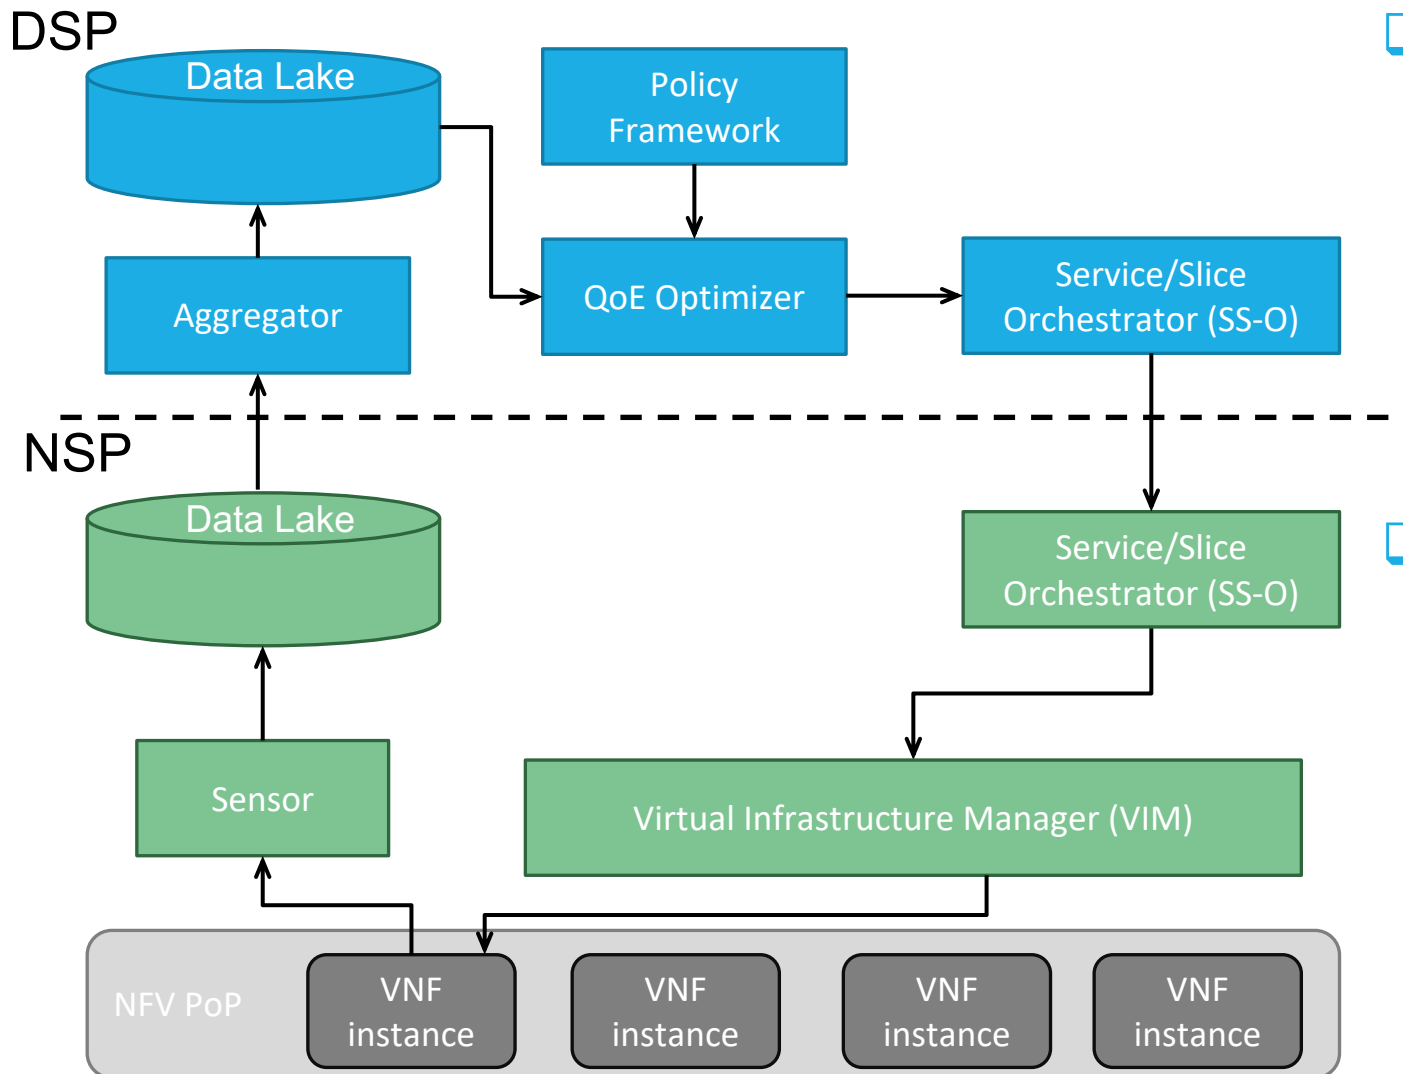 DSP
Data Lake
Policy
Framework
Aggregator
QoE Optimizer
Service/Slice
Orchestrator (SS-O)
NSP
Data Lake
Service/Slice
Orchestrator (SS-O)
Sensor
Virtual Infrastructure Manager (VIM)
NFV PoP
VNF
instance
VNF
instance
VNF
instance
VNF
instance